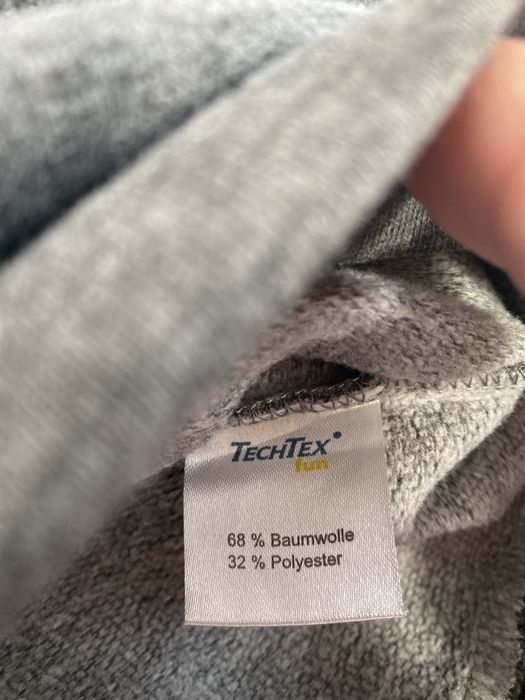 TECHTEX®
fun
68 % Baumwolle
32 % Polyester